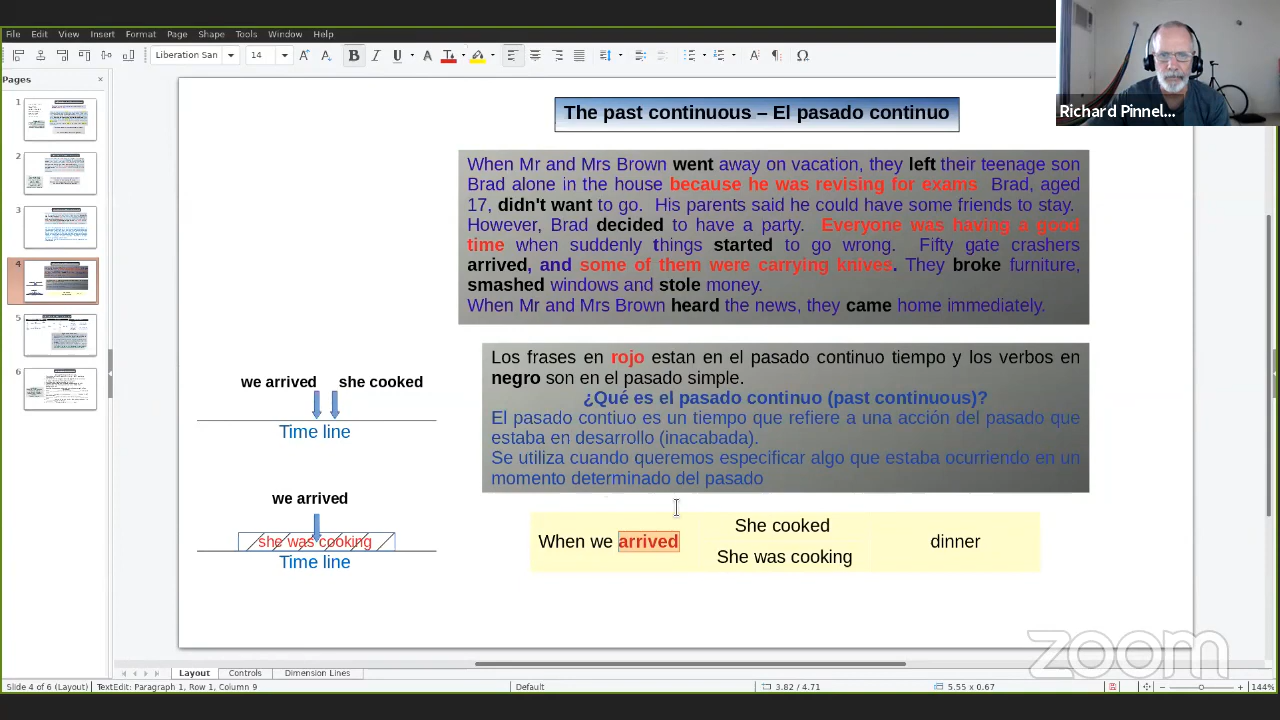 File Edit View Insert Format Page Shape Tools Window Help
Liberation San 14
Pages
1
2
3
4
5
6
Richard Pinnel...
The past continuous – El pasado continuo
When Mr and Mrs Brown went away on vacation, they left their teenage son
Brad alone in the house because he was revising for exams Brad, aged
17, didn't want to go. His parents said he could have some friends to stay.
However, Brad decided to have a party. Everyone was having a good
time when suddenly things started to go wrong. Fifty gate crashers
arrived, and some of them were carrying knives. They broke furniture,
smashed windows and stole money.
When Mr and Mrs Brown heard the news, they came home immediately.
Los frases en rojo estan en el pasado continuo tiempo y los verbos en
negro son en el pasado simple.
¿Qué es el pasado continuo (past continuous)?
El pasado contiuo es un tiempo que refiere a una acción del pasado que
estaba en desarrollo (inacabada).
Se utiliza cuando queremos especificar algo que estaba ocurriendo en un
momento determinado del pasado
we arrived she cooked
Time line
we arrived
she was cooking
Time line
She cooked
When we arrived dinner
She was cooking
zoom
Layout Controls Dimension Lines
Slide 4 of 6 (Layout) TextEdit: Paragraph 1, Row 1, Column 9 Default 3.82 / 4.71 5.55 x 0.67 144%